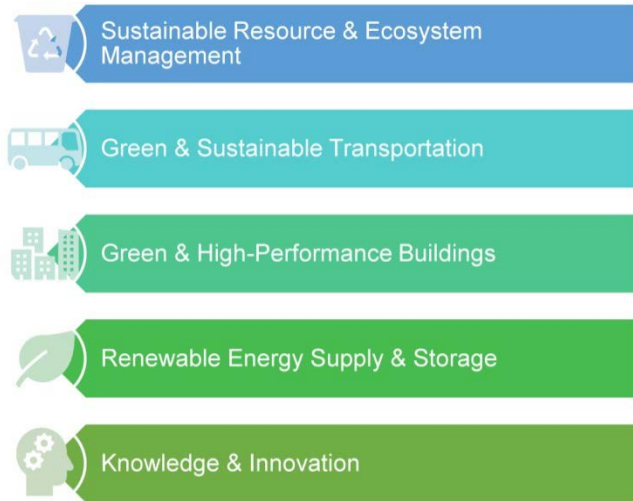 Sustainable Resource & Ecosystem
Management
Green & Sustainable Transportation
Green & High-Performance Buildings
Renewable Energy Supply & Storage
Knowledge & Innovation